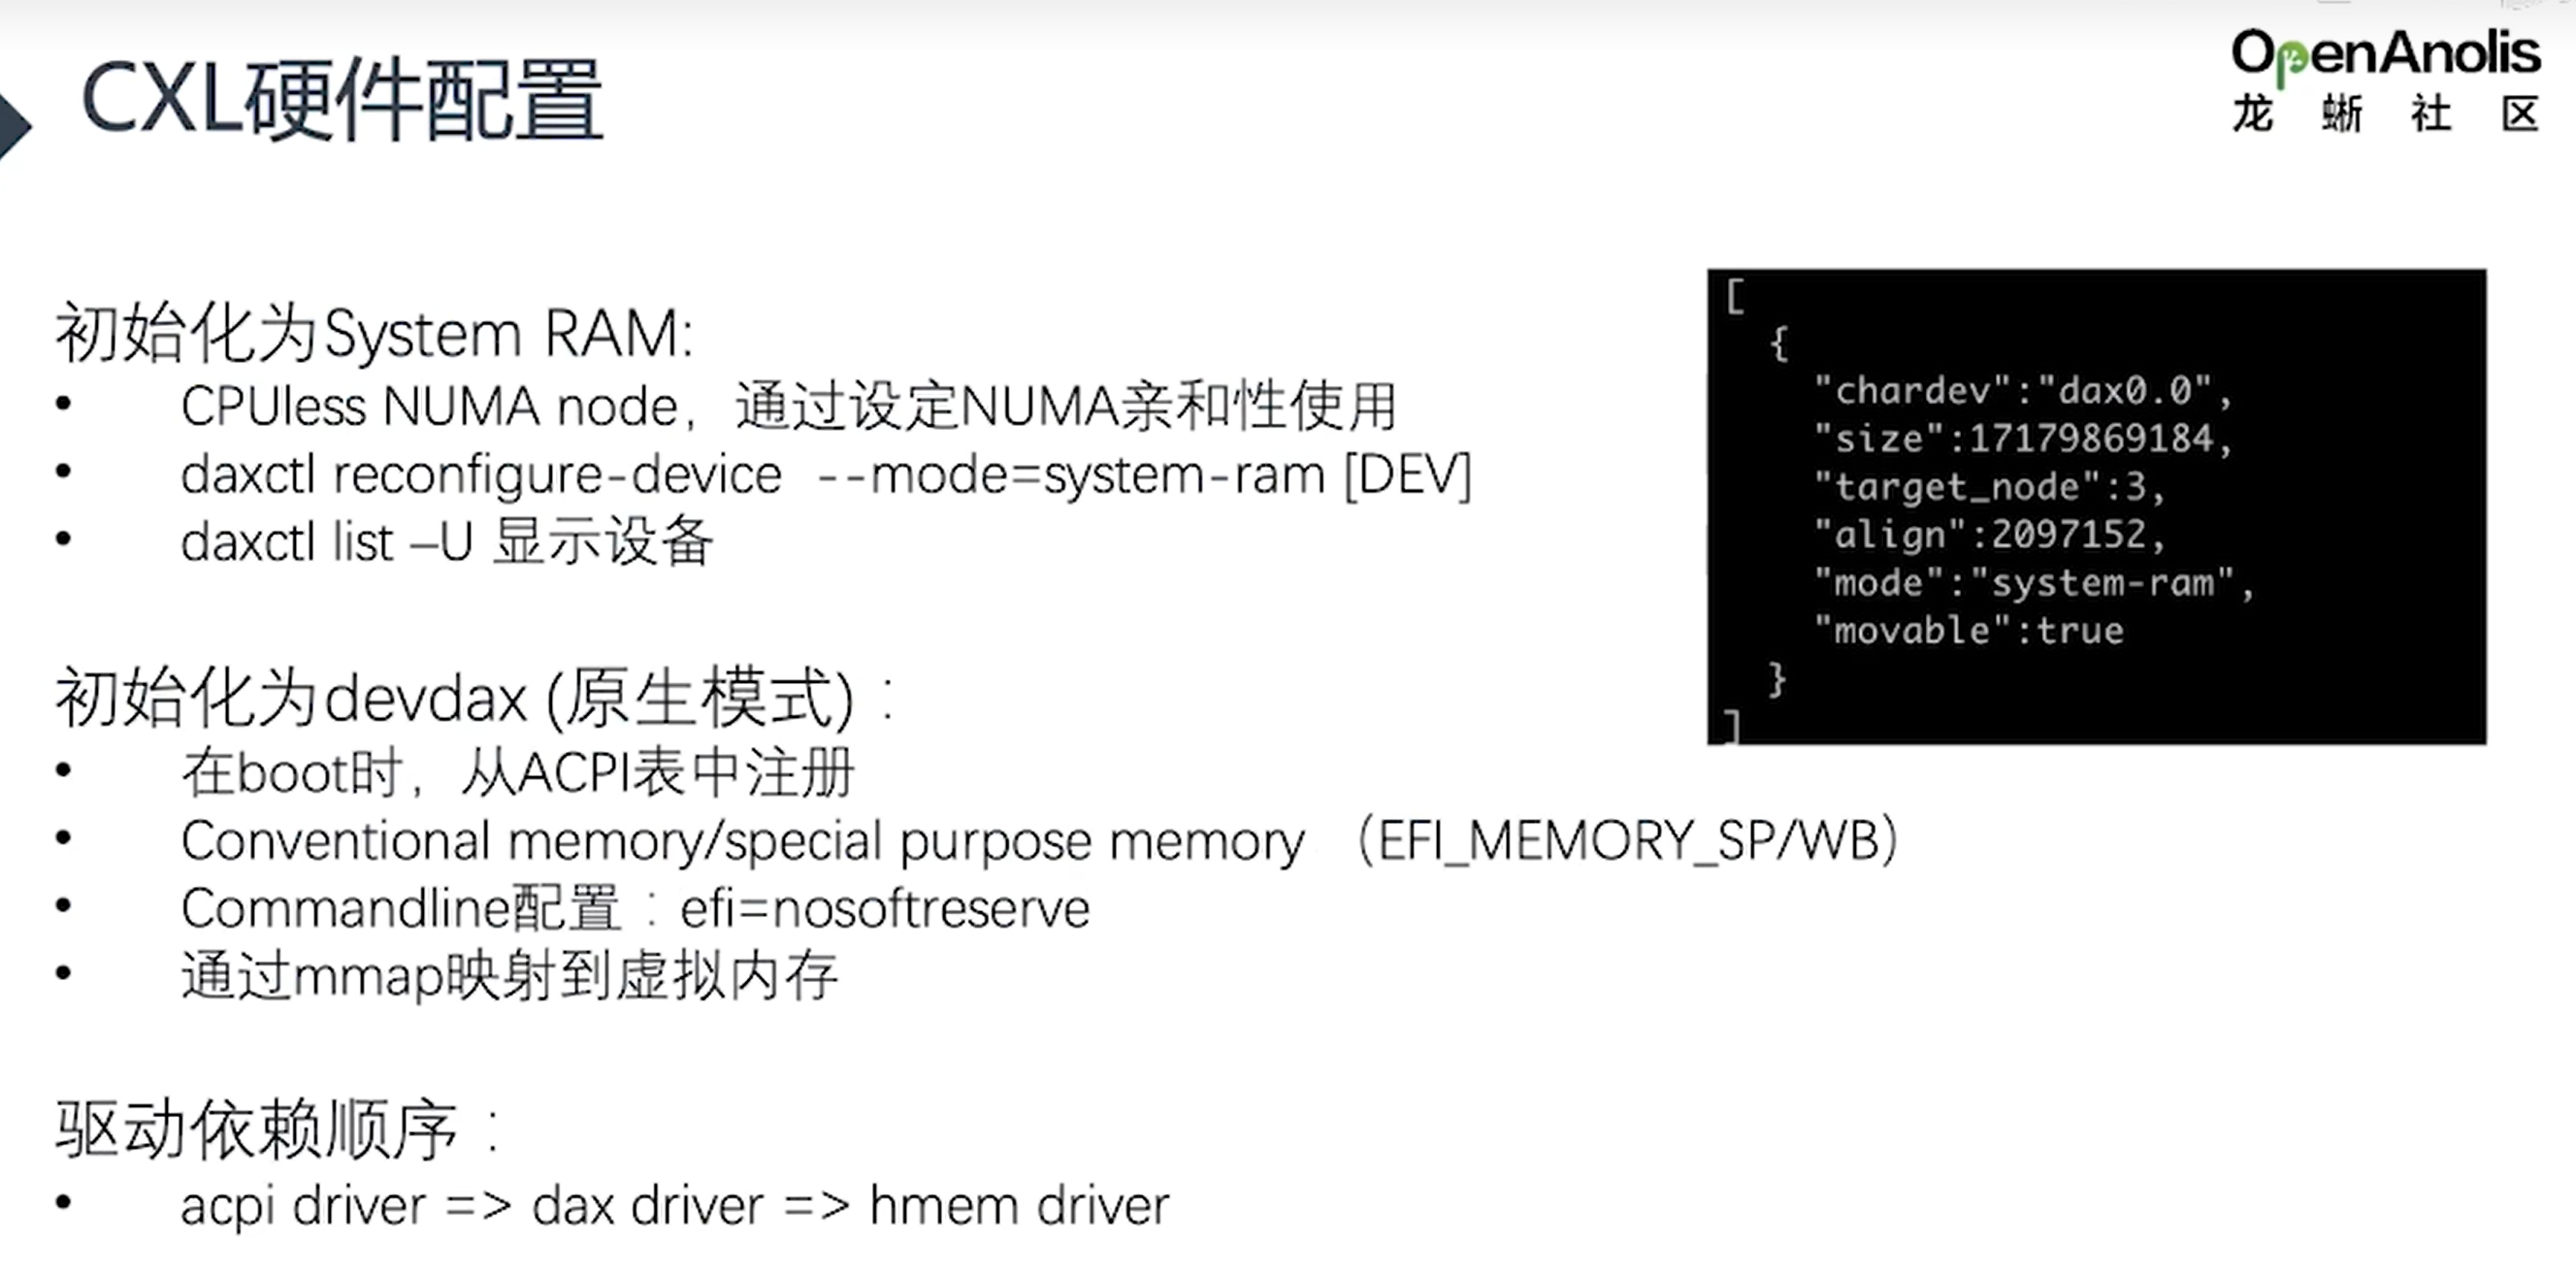 CXL硬件配置
OpenAnolis
龙蜥社区
初始化为System RAM:
• CPUless NUMA node，通过设定NUMA亲和性使用
• daxctl reconfigure-device --mode=system-ram [DEV]
• daxctl list –U 显示设备
[
{
"chardev":"dax0.0",
"size":17179869184,
"target_node":3,
"align":2097152,
"mode":"system-ram",
"movable":true
}
]
初始化为devdax (原生模式)：
• 在boot时，从ACPI表中注册
• Conventional memory/special purpose memory （EFI_MEMORY_SP/WB）
• Commandline配置：efi=nosoftreserve
• 通过mmap映射到虚拟内存
驱动依赖顺序：
• acpi driver => dax driver => hmem driver